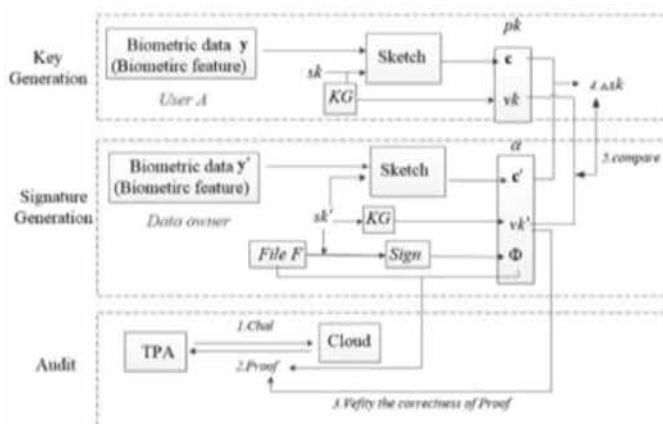 Key
Generation
Biometric data y
(Biometirc feature)
User A
sk
KG
Sketch
pk
c
vk
4.Δsk
5.compare
Signature
Generation
Biometric data y'
(Biometirc feature)
Data owner
sk'
KG
Sketch
File F
Sign
α
c'
vk'
Φ
Audit
TPA
1.Chal
2.Proof
Cloud
3.Vefity the correctness of Proof